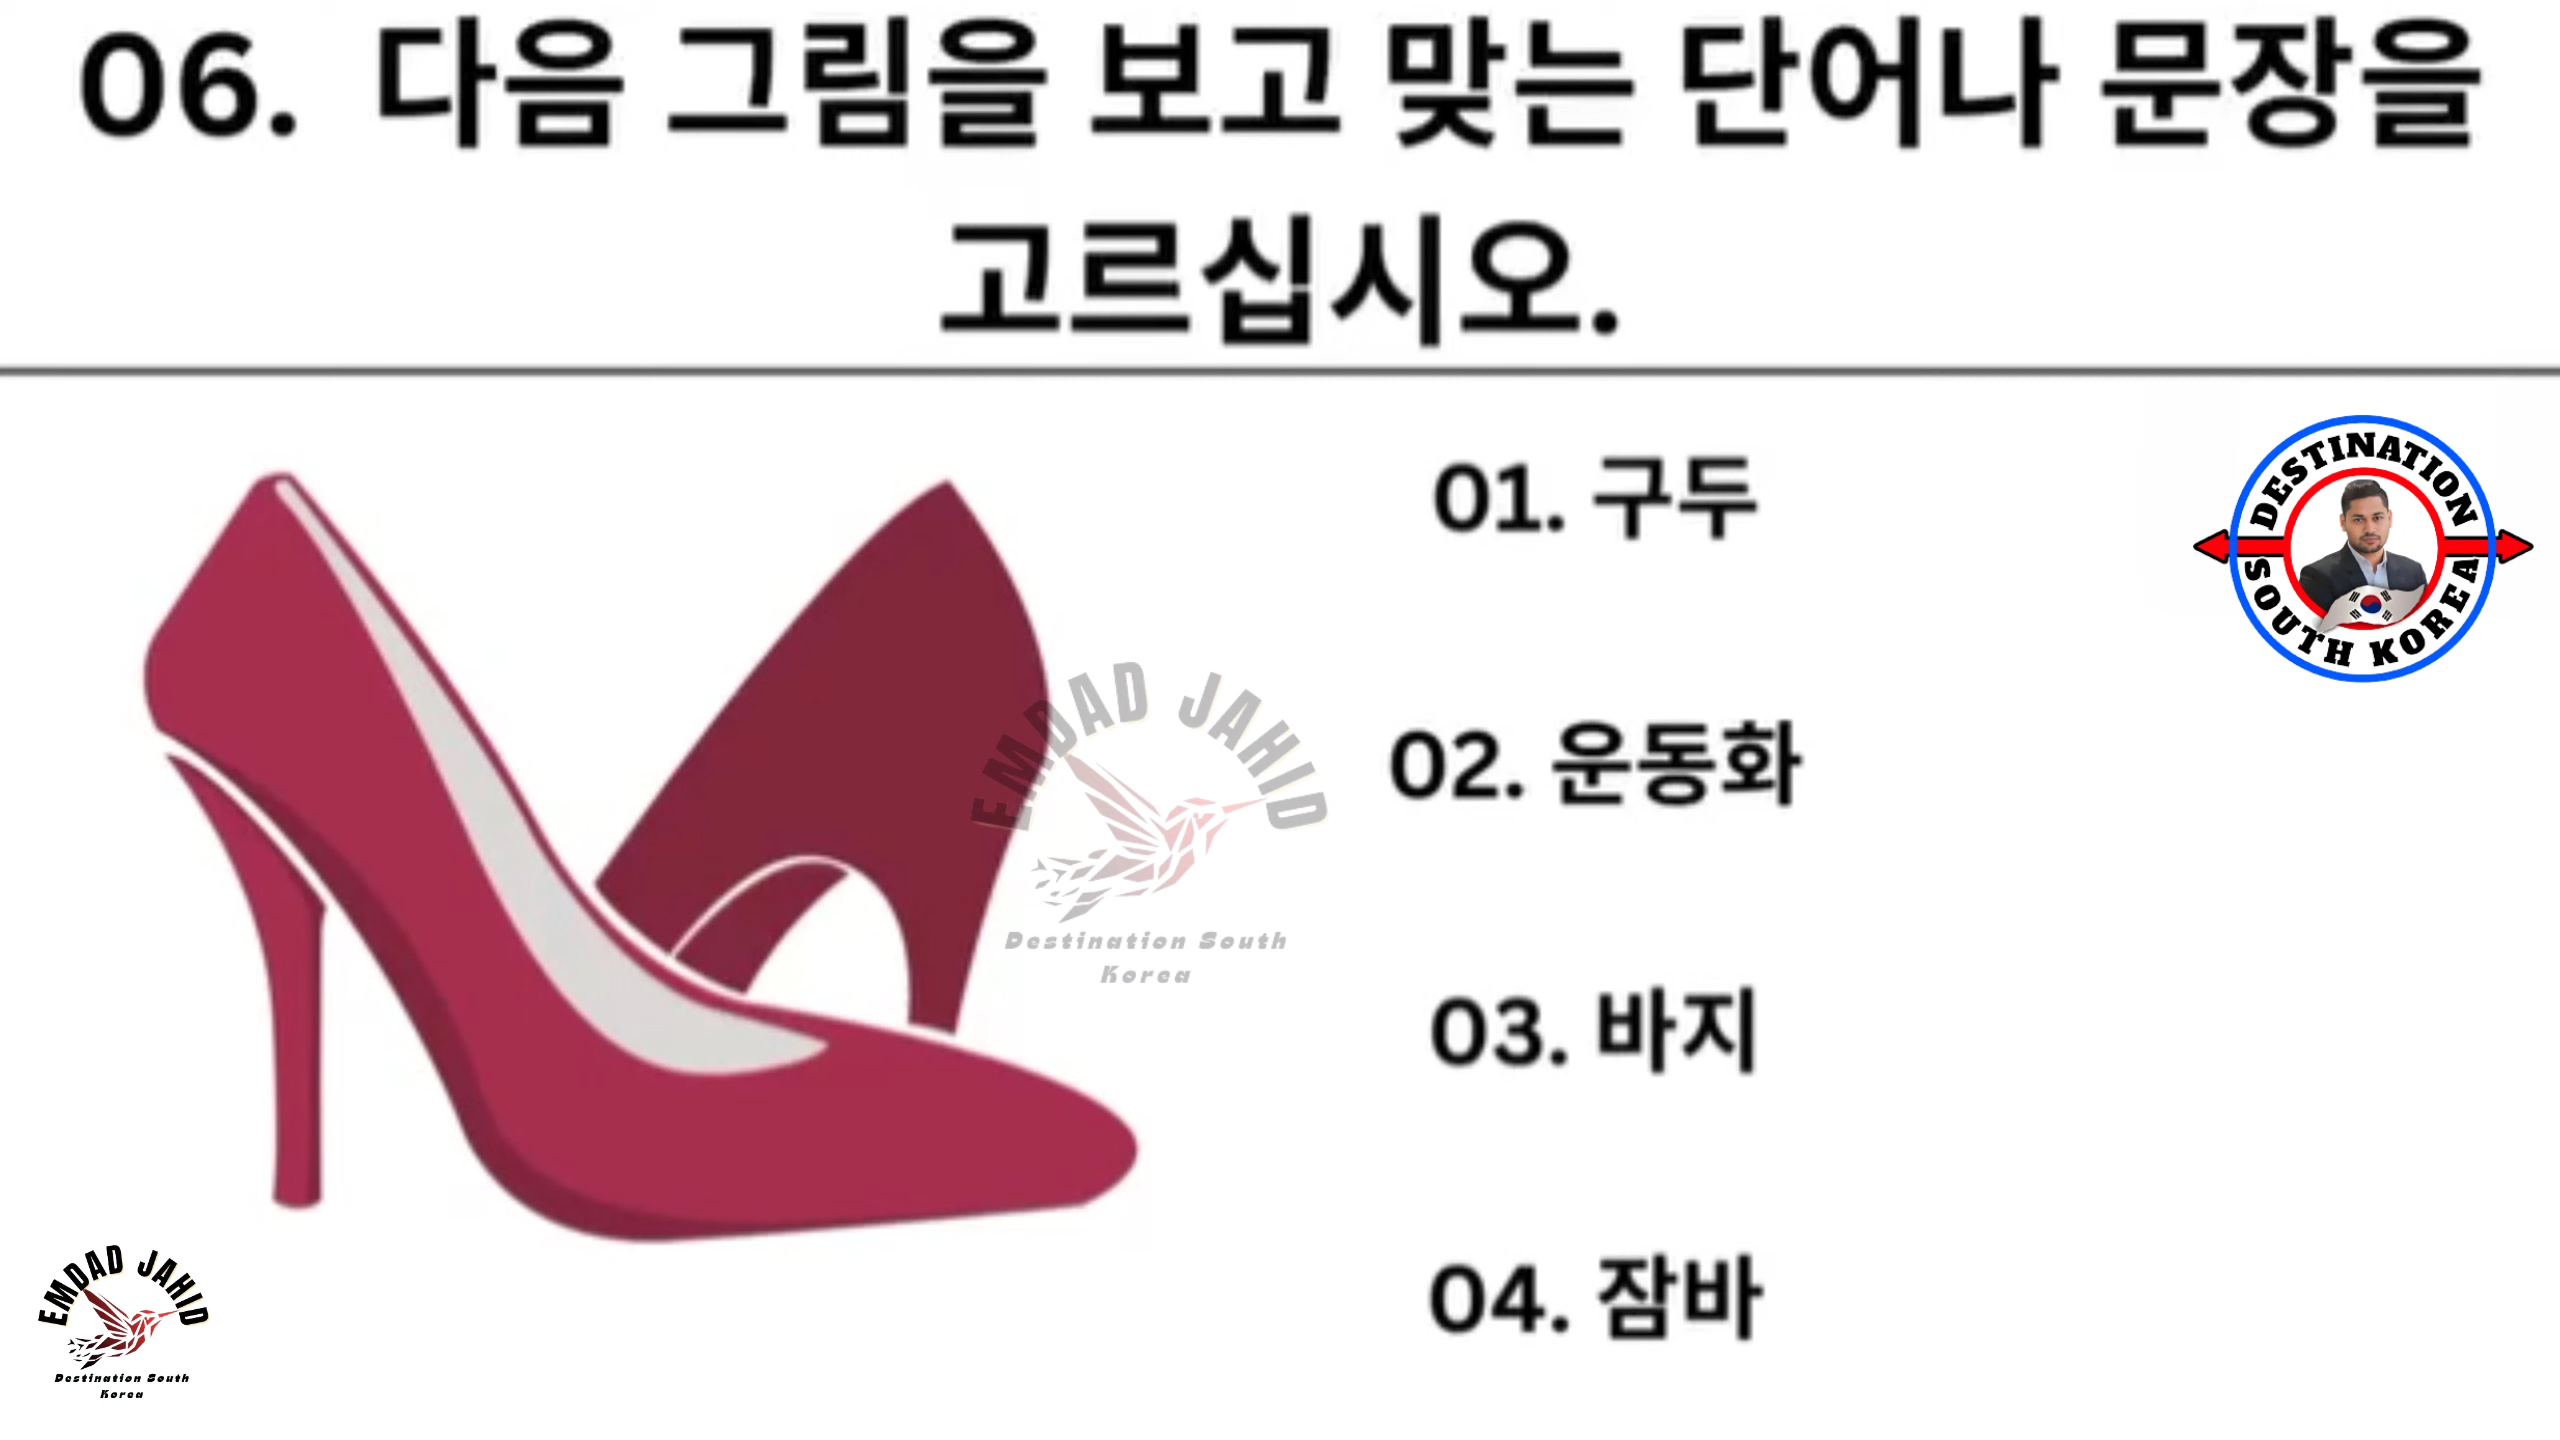 06. 다음 그림을 보고 맞는 단어나 문장을
고르십시오.
01. 구두
02. 운동화
03. 바지
04. 잠바
DESTINATION
SOUTH KOREA
EMDAD JAHID
Destination South
Korea
EMDAD JAHID
Destination South
Korea